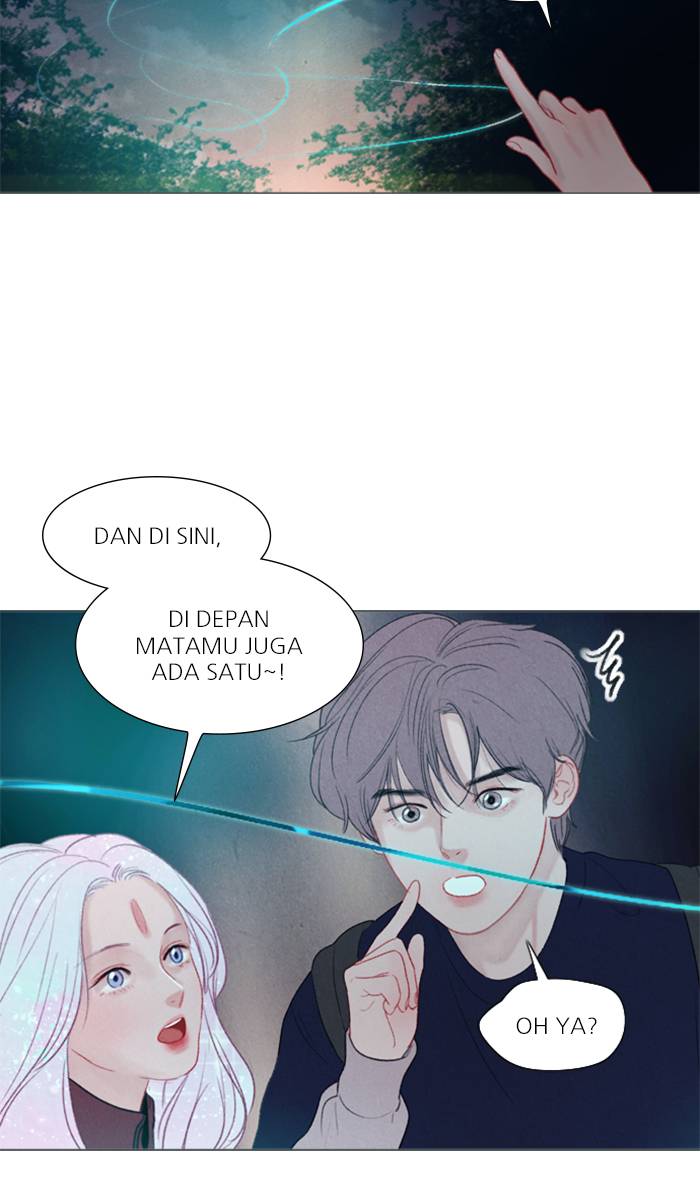 DAN DI SINI,
DI DEPAN
MATAMU JUGA
ADA SATU~!
OH YA?